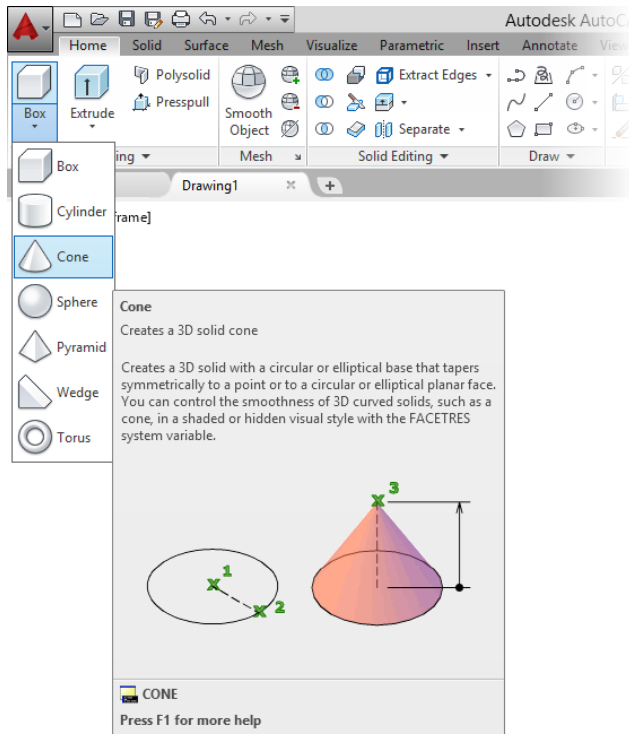 Autodesk AutoC
Home Solid Surface Mesh Visualize Parametric Insert Annotate View
Polysolid Extract Edges
Presspull
Box Extrude Smooth
Object Separate
ing Mesh Solid Editing Draw
Drawing1
Box
Cylinder
rame]
Cone
Sphere
Pyramid
Wedge
Torus
Cone
Creates a 3D solid cone
Creates a 3D solid with a circular or elliptical base that tapers
symmetrically to a point or to a circular or elliptical planar face.
You can control the smoothness of 3D curved solids, such as a
cone, in a shaded or hidden visual style with the FACETRES
system variable.
3
1
2
CONE
Press F1 for more help